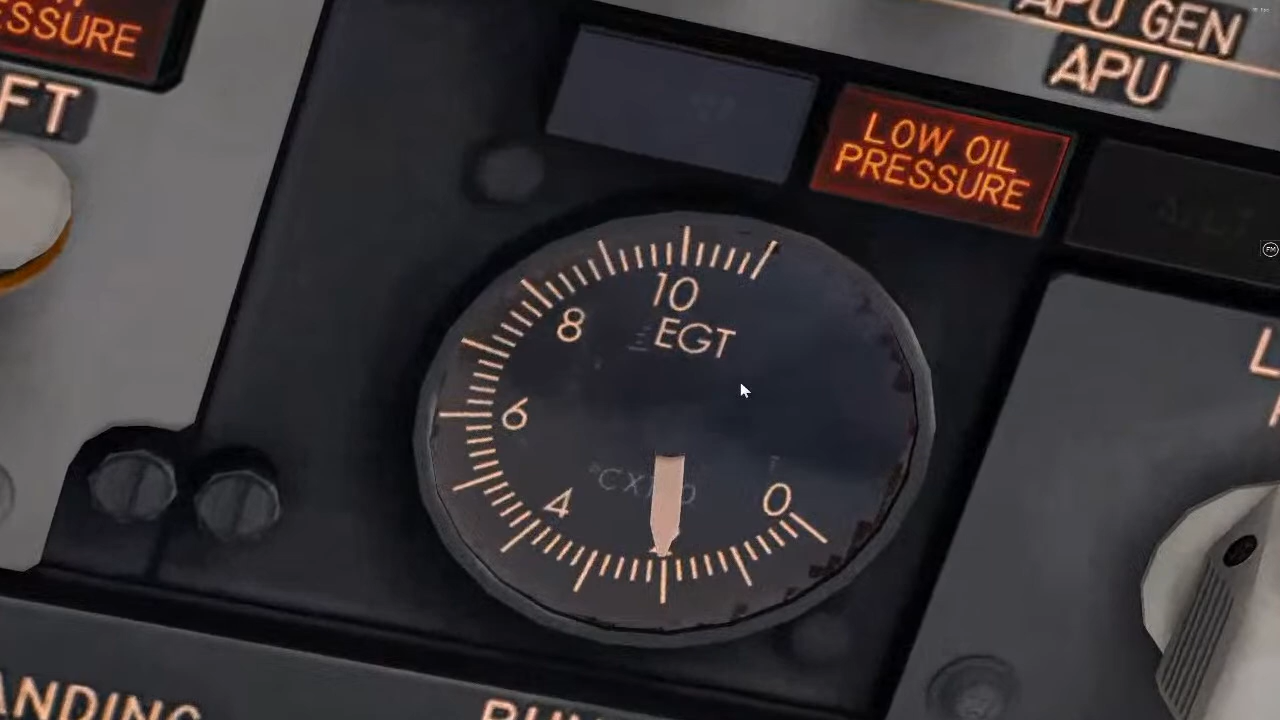 SSURE
FT
APU GEN
APU
LOW OIL
PRESSURE
10
8
EGT
6
4
0
ANDING